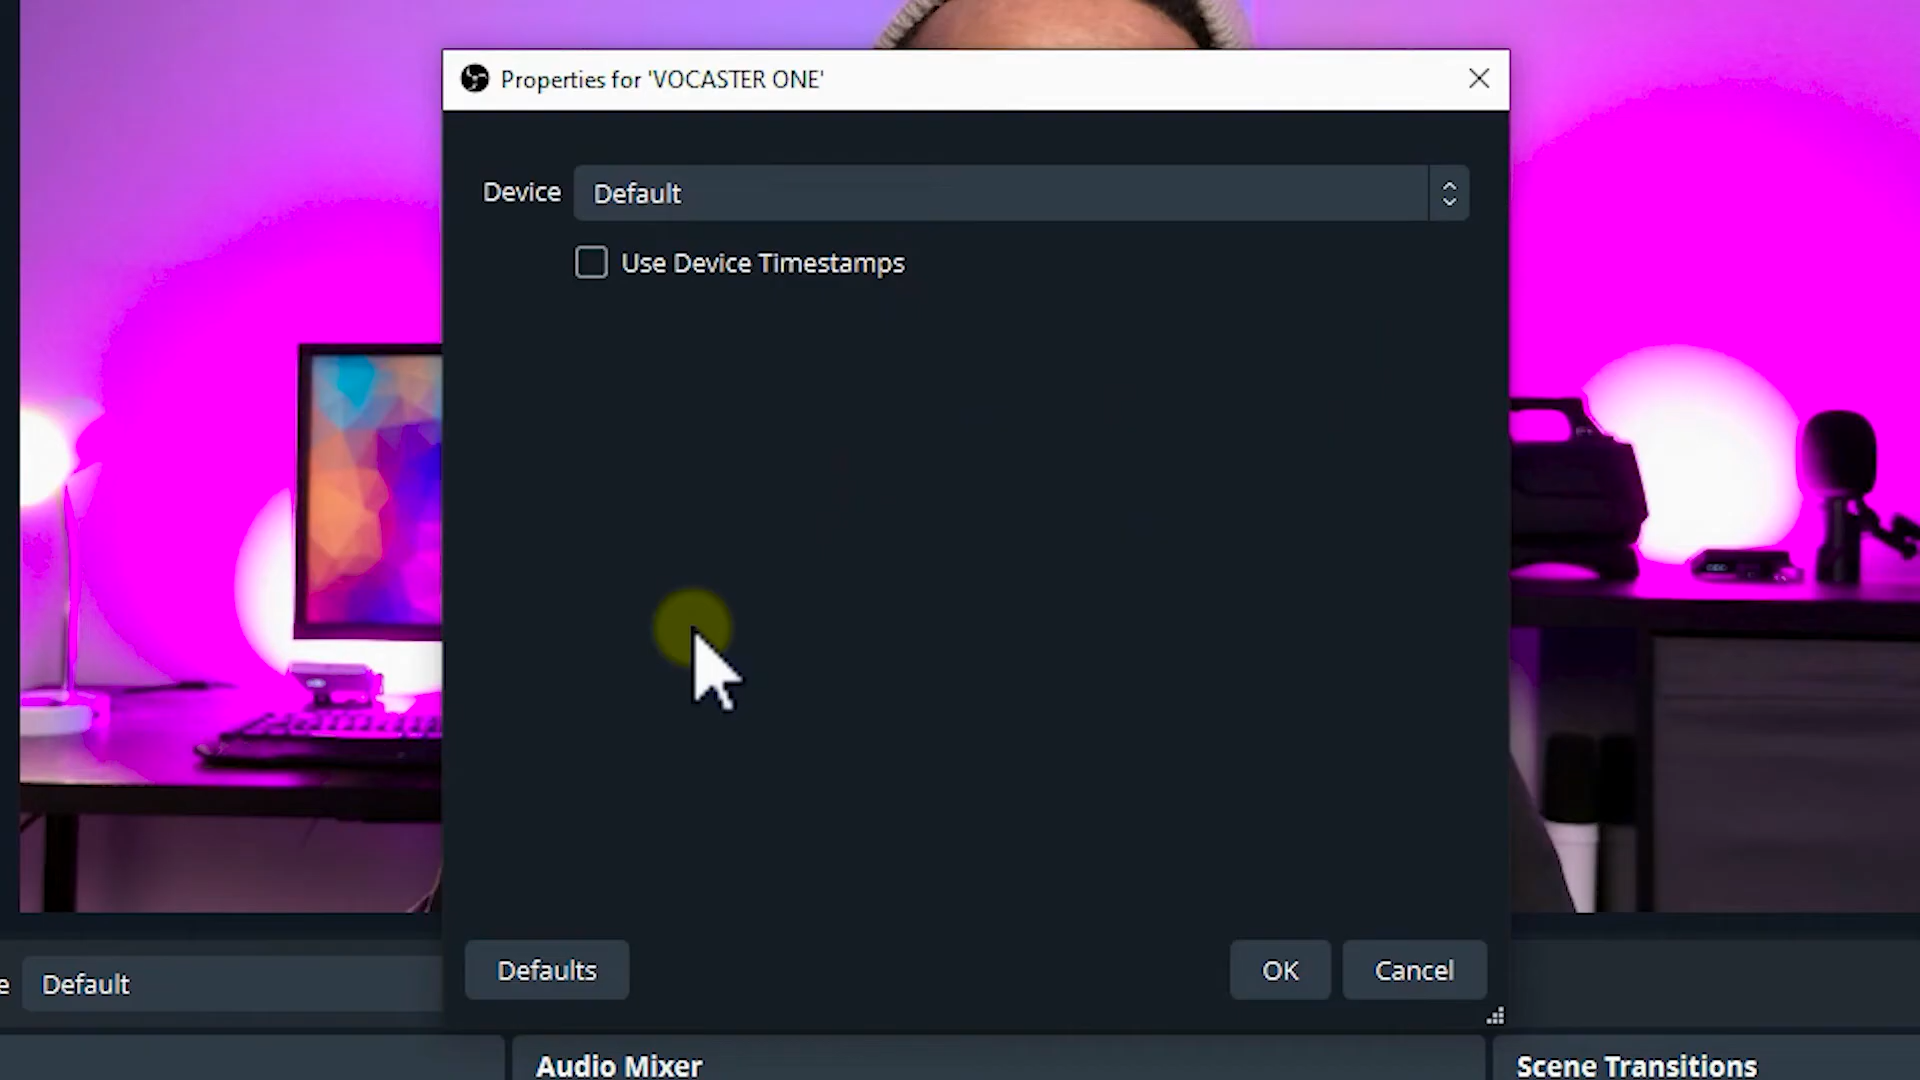 Properties for 'VOCASTER ONE'
Device
Default
Use Device Timestamps
Defaults
OK
Cancel
e
Default
Audio Mixer
Scene Transitions